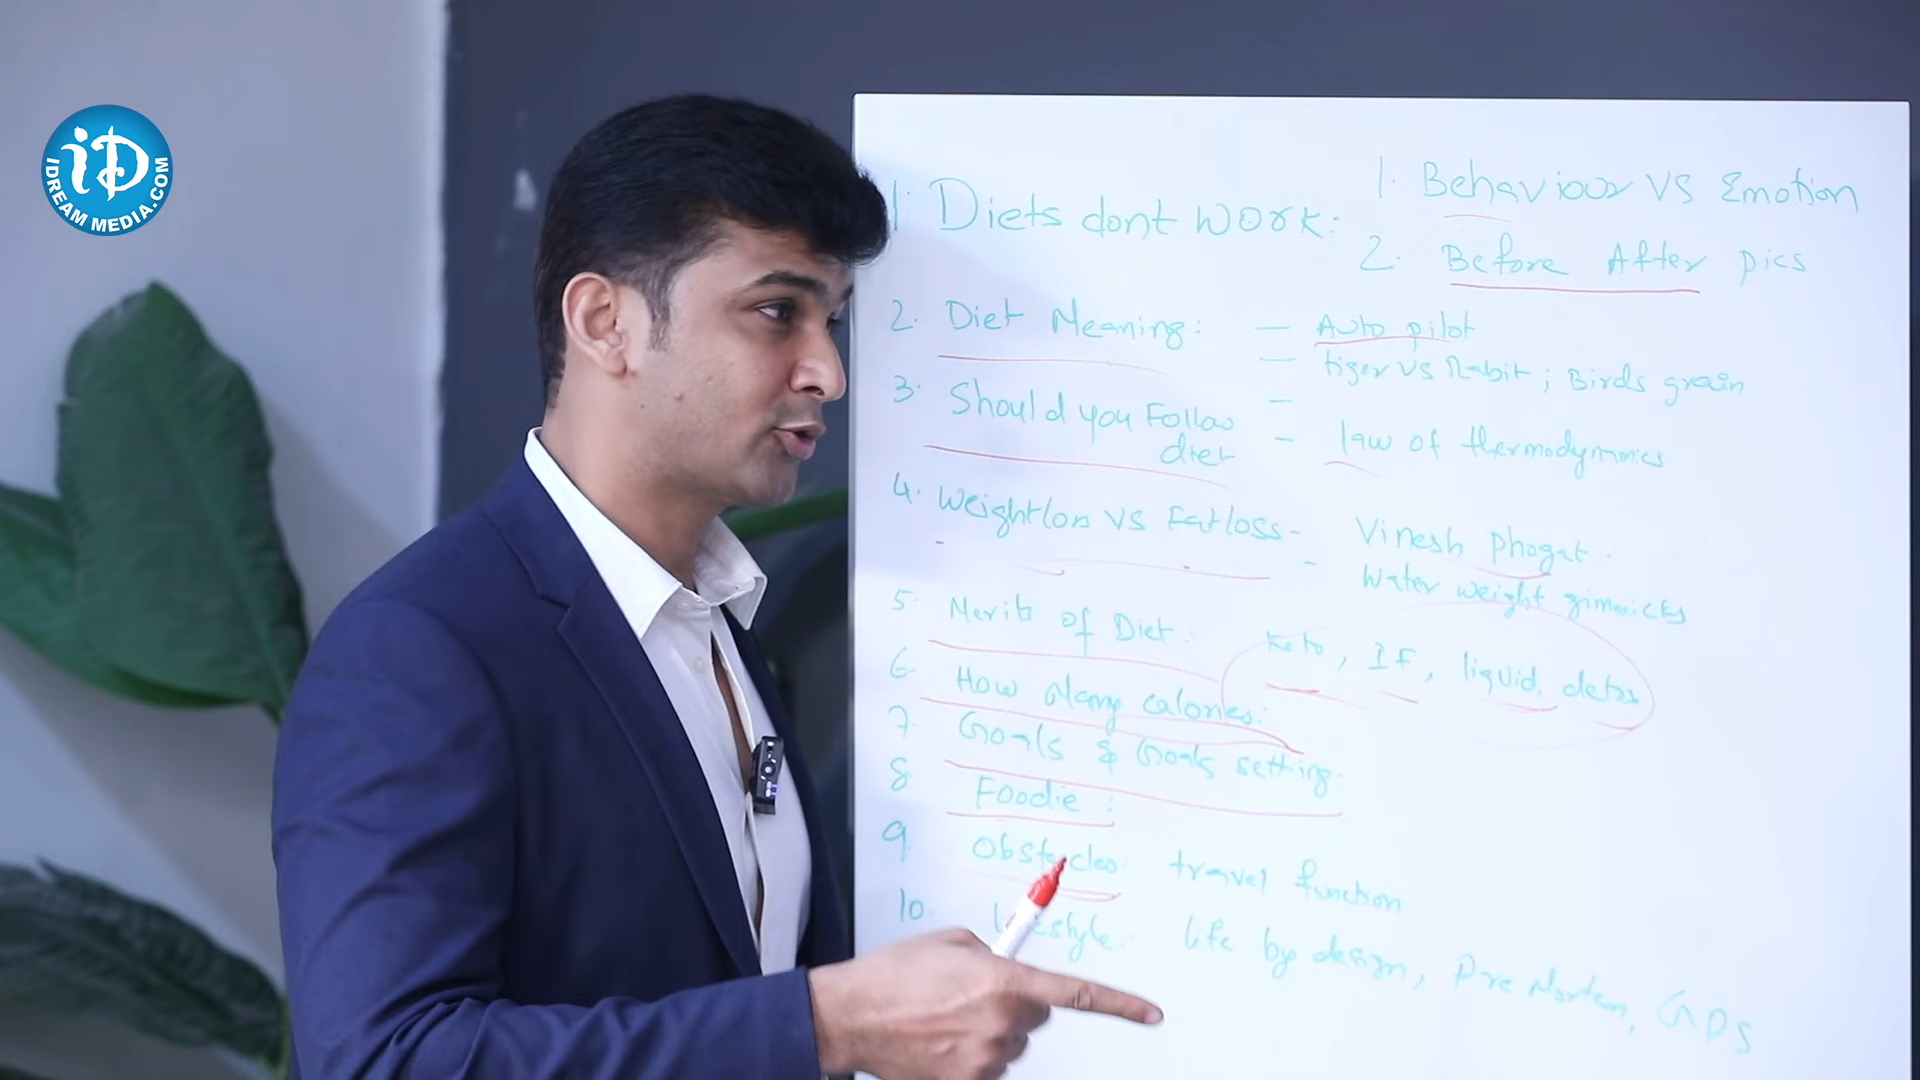 iD
IDREAM MEDIA.COM
1. Diets dont work:
1. Behaviour VS Emotion
2. Before After pics
2. Diet Meaning: — Auto pilot
— tiger vs Rabit ; Birds grain
—
3. Should you Follow diet – law of thermodynamics
4. Weightloss VS Fatloss - Vinesh phogat.
- Water weight gimmicks
5. Merits of Diet: Keto, IF, liquid, detox
6. How Many calories:
7. Goals & Goals setting:
8. Foodie:
9. Obstacles: travel function
10. lifestyle: life by design, Pre Mortem, GPS